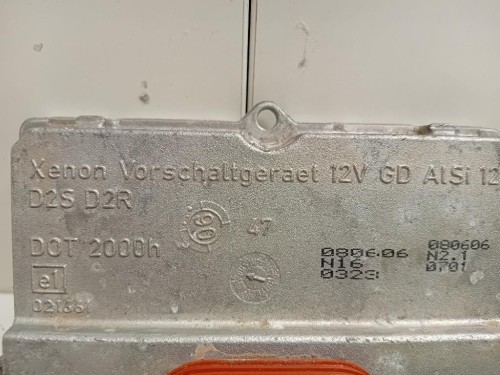 Xenon Vorschaltgeraet 12V GD AlSi 12
D2S D2R
DOT 2000h
47
e1
080606
N16
0323
080606
N2.1
0701